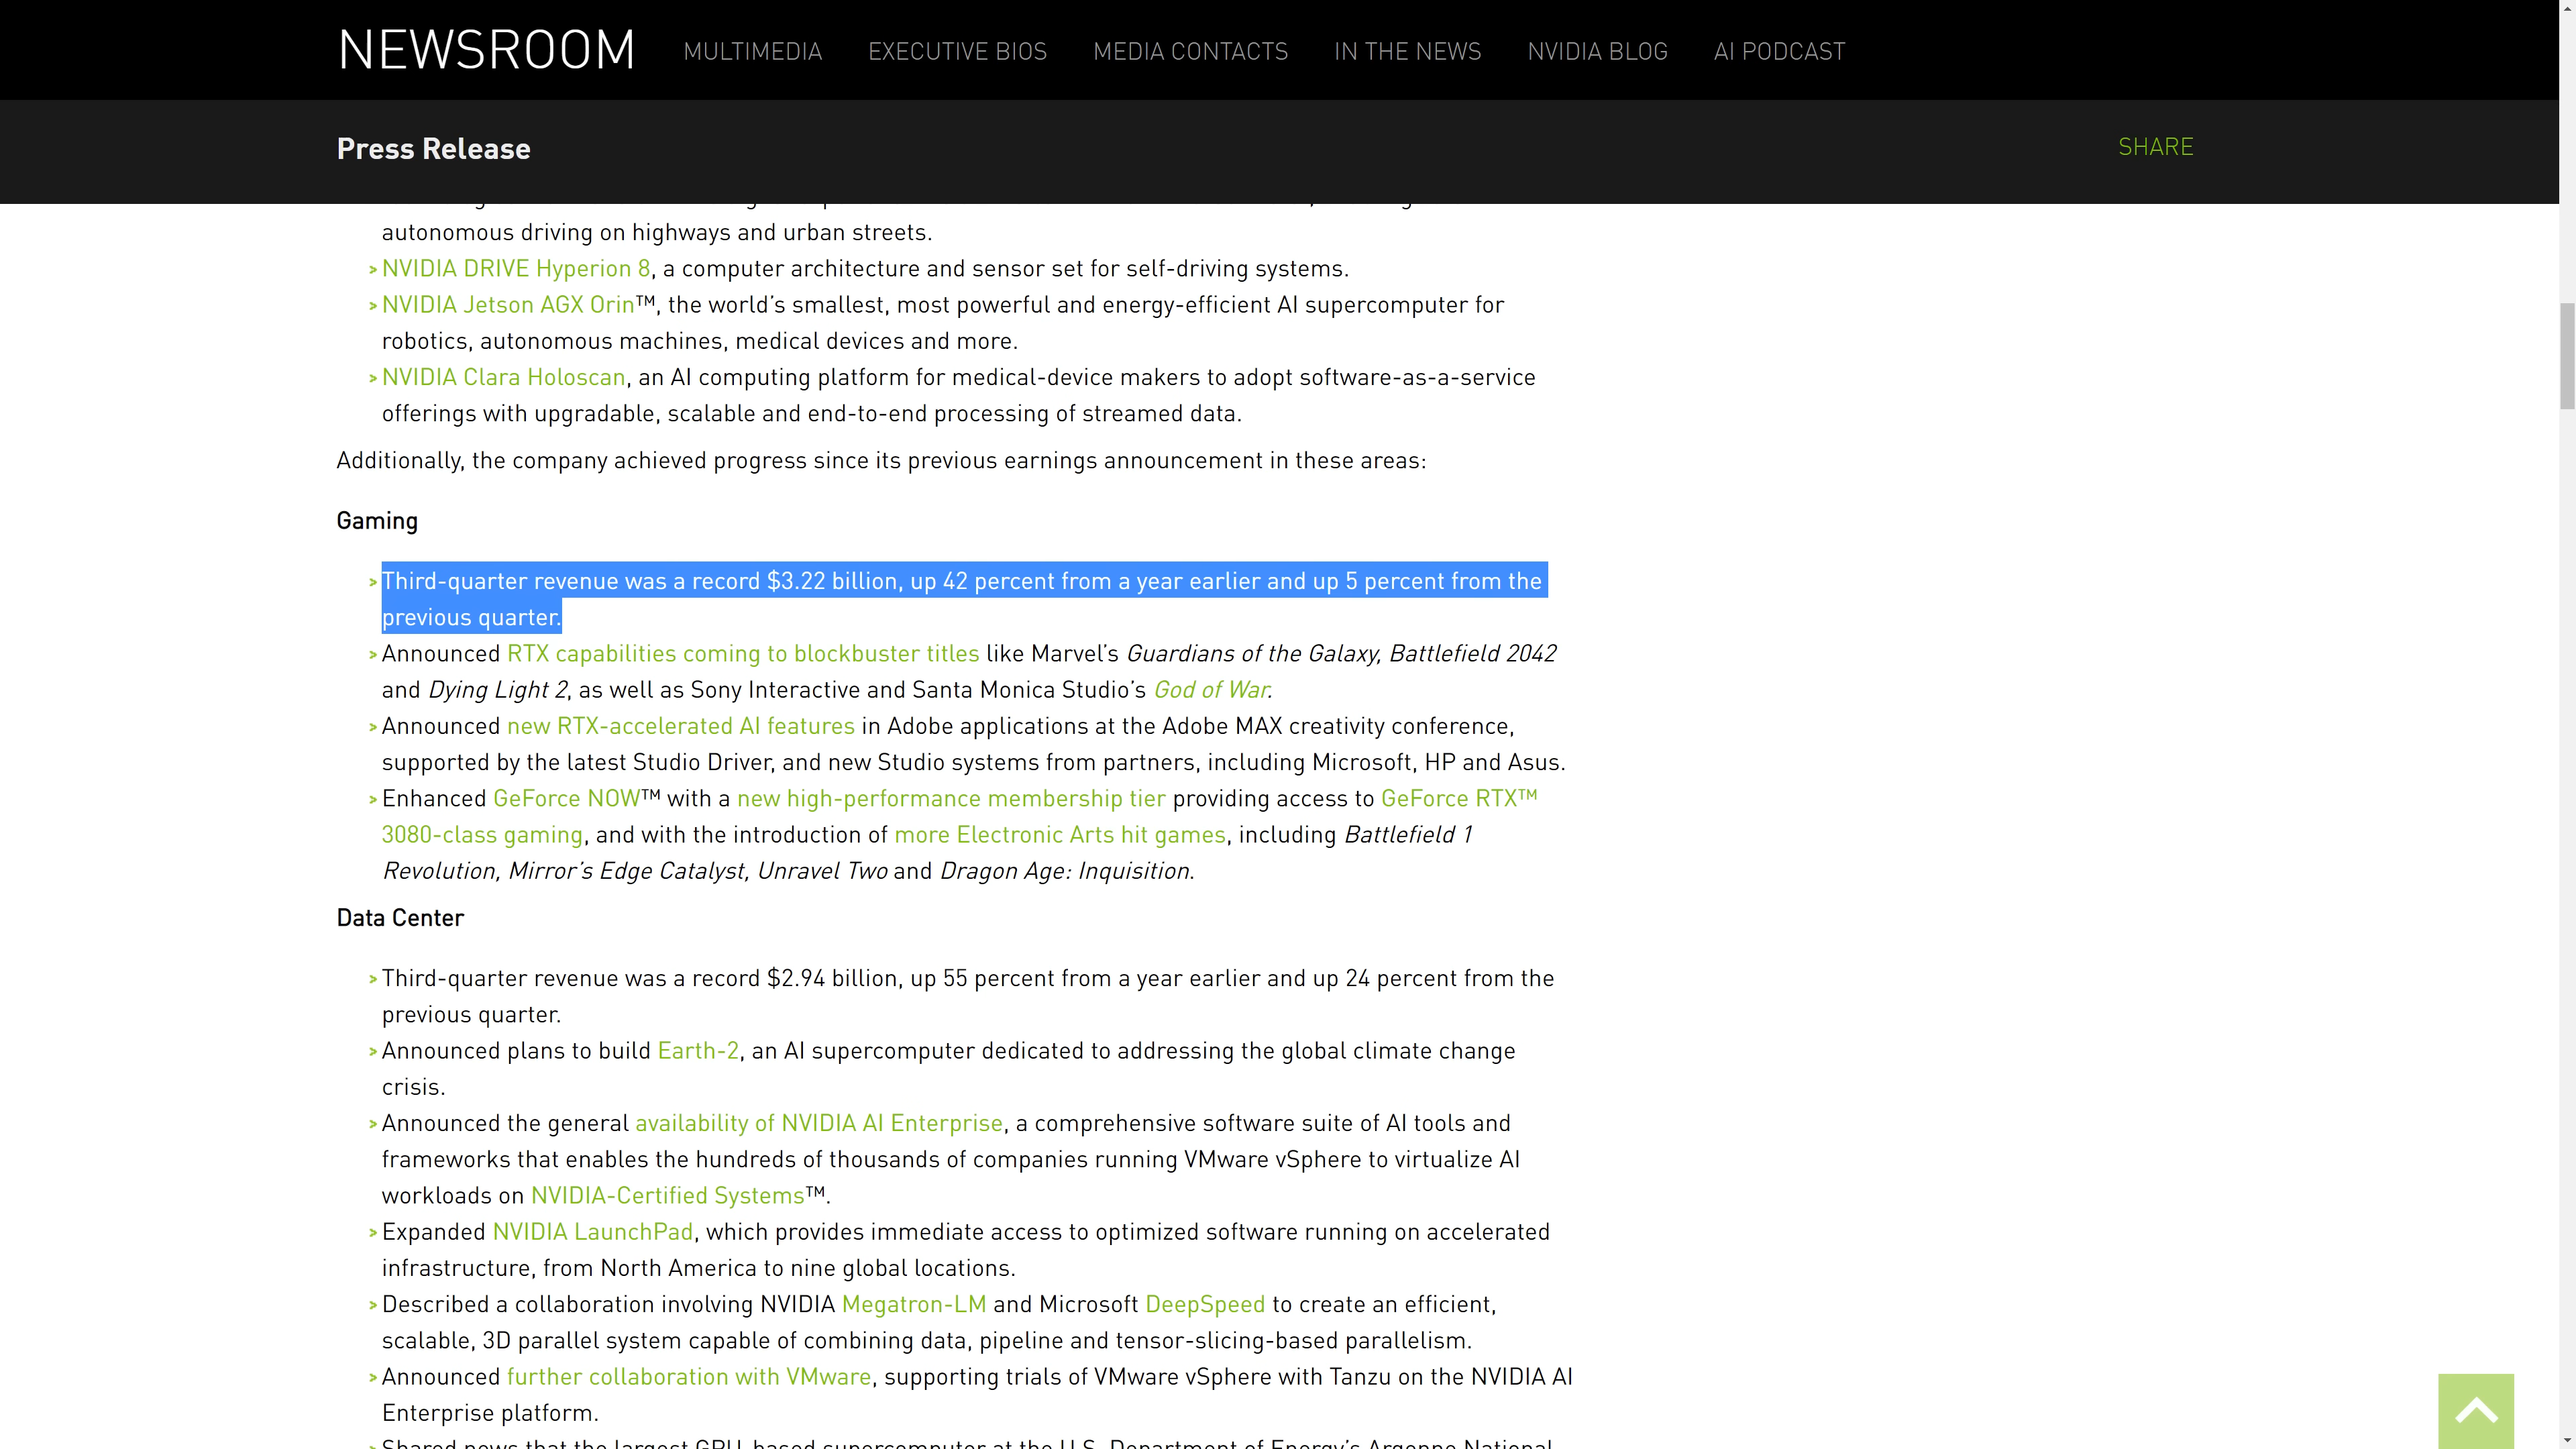 NEWSROOM MULTIMEDIA EXECUTIVE BIOS MEDIA CONTACTS IN THE NEWS NVIDIA BLOG AI PODCAST
Press Release SHARE
autonomous driving on highways and urban streets.
> NVIDIA DRIVE Hyperion 8, a computer architecture and sensor set for self-driving systems.
> NVIDIA Jetson AGX Orin™, the world’s smallest, most powerful and energy-efficient AI supercomputer for
robotics, autonomous machines, medical devices and more.
> NVIDIA Clara Holoscan, an AI computing platform for medical-device makers to adopt software-as-a-service
offerings with upgradable, scalable and end-to-end processing of streamed data.
Additionally, the company achieved progress since its previous earnings announcement in these areas:
Gaming
> Third-quarter revenue was a record $3.22 billion, up 42 percent from a year earlier and up 5 percent from the
previous quarter.
> Announced RTX capabilities coming to blockbuster titles like Marvel’s Guardians of the Galaxy, Battlefield 2042
and Dying Light 2, as well as Sony Interactive and Santa Monica Studio’s God of War.
> Announced new RTX-accelerated AI features in Adobe applications at the Adobe MAX creativity conference,
supported by the latest Studio Driver, and new Studio systems from partners, including Microsoft, HP and Asus.
> Enhanced GeForce NOW™ with a new high-performance membership tier providing access to GeForce RTX™
3080-class gaming, and with the introduction of more Electronic Arts hit games, including Battlefield 1
Revolution, Mirror’s Edge Catalyst, Unravel Two and Dragon Age: Inquisition.
Data Center
> Third-quarter revenue was a record $2.94 billion, up 55 percent from a year earlier and up 24 percent from the
previous quarter.
> Announced plans to build Earth-2, an AI supercomputer dedicated to addressing the global climate change
crisis.
> Announced the general availability of NVIDIA AI Enterprise, a comprehensive software suite of AI tools and
frameworks that enables the hundreds of thousands of companies running VMware vSphere to virtualize AI
workloads on NVIDIA-Certified Systems™.
> Expanded NVIDIA LaunchPad, which provides immediate access to optimized software running on accelerated
infrastructure, from North America to nine global locations.
> Described a collaboration involving NVIDIA Megatron-LM and Microsoft DeepSpeed to create an efficient,
scalable, 3D parallel system capable of combining data, pipeline and tensor-slicing-based parallelism.
> Announced further collaboration with VMware, supporting trials of VMware vSphere with Tanzu on the NVIDIA AI
Enterprise platform.
> Shared news that the largest GPU-based supercomputer at the U.S. Department of Energy’s Argonne National